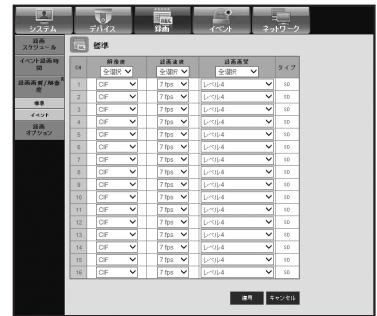 システム デバイス 録画 イベント ネットワーク
録画
スケジュール
イベント録画時
間
録画画質/解像
度
標準
イベント
録画
オプション
標準
CH 解像度 録画速度 録画画質 タイプ
全選択 全選択 全選択
1 CIF 7 fps レベル4 SD
2 CIF 7 fps レベル4 SD
3 CIF 7 fps レベル4 SD
4 CIF 7 fps レベル4 SD
5 CIF 7 fps レベル4 SD
6 CIF 7 fps レベル4 SD
7 CIF 7 fps レベル4 SD
8 CIF 7 fps レベル4 SD
9 CIF 7 fps レベル4 SD
10 CIF 7 fps レベル4 SD
11 CIF 7 fps レベル4 SD
12 CIF 7 fps レベル4 SD
13 CIF 7 fps レベル4 SD
14 CIF 7 fps レベル4 SD
15 CIF 7 fps レベル4 SD
16 CIF 7 fps レベル4 SD
適用 キャンセル